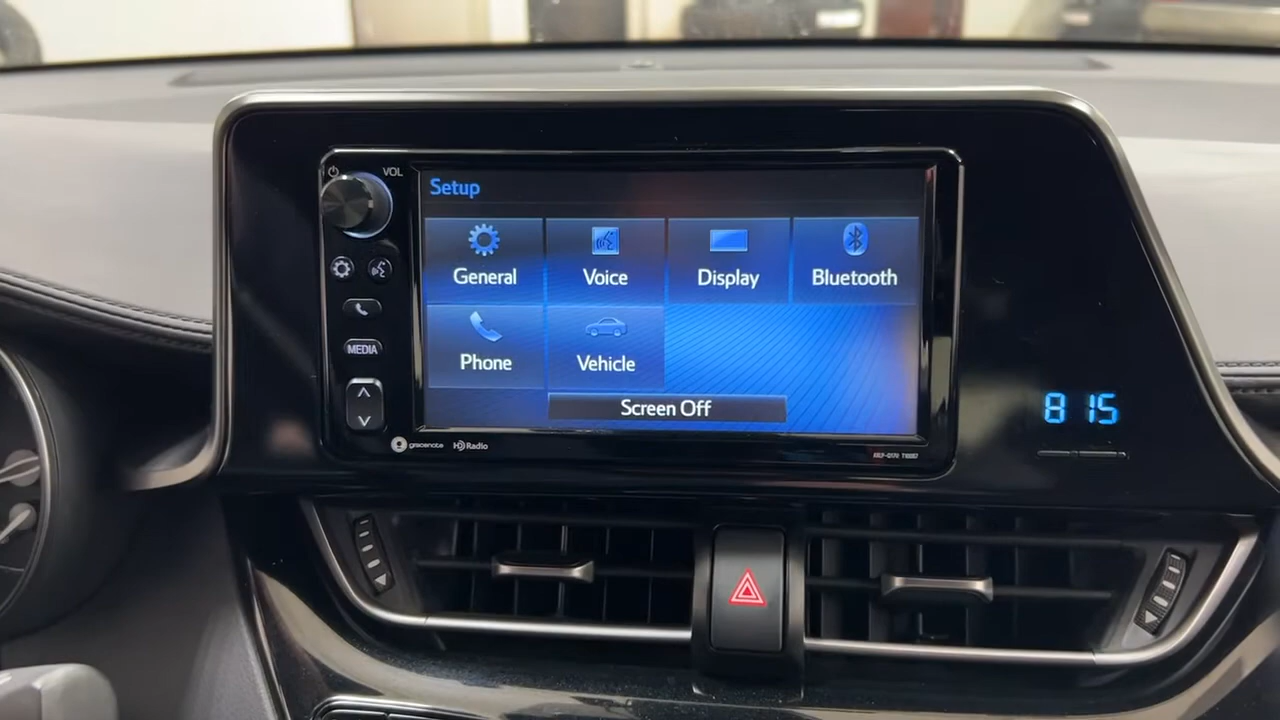 VOL
Setup
General
Voice
Display
Bluetooth
MEDIA
Phone
Vehicle
Screen Off
8 15
gracenote
HD Radio